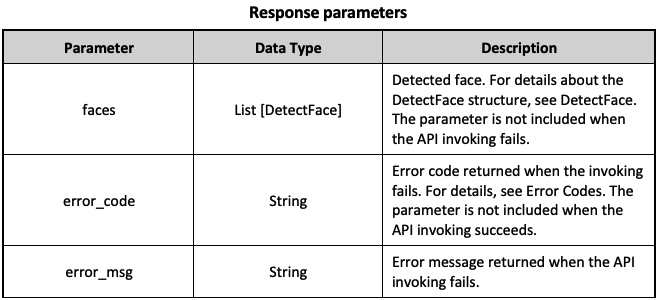 Response parameters
Parameter Data Type Description
faces List [DetectFace] Detected face. For details about the
DetectFace structure, see DetectFace.
The parameter is not included when
the API invoking fails.
error_code String Error code returned when the invoking
fails. For details, see Error Codes. The
parameter is not included when the
API invoking succeeds.
error_msg String Error message returned when the API
invoking fails.